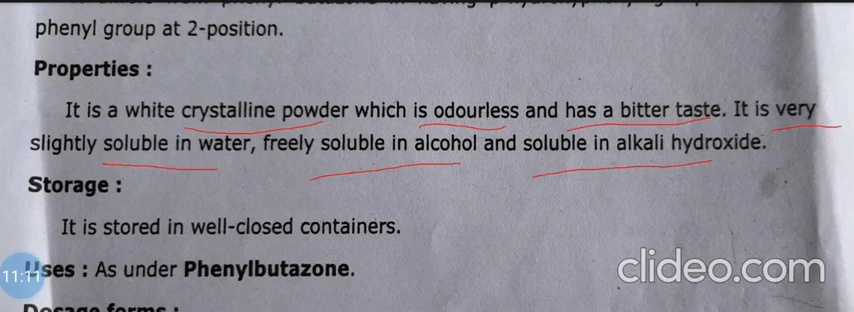 phenyl group at 2-position.
Properties :
It is a white crystalline powder which is odourless and has a bitter taste. It is very
slightly soluble in water, freely soluble in alcohol and soluble in alkali hydroxide.
Storage :
It is stored in well-closed containers.
11:11
Uses : As under Phenylbutazone.
clideo.com
Dosage forms :